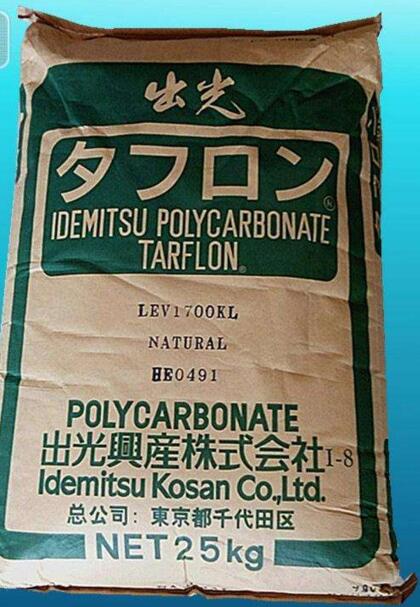 出光
タフロン®
IDEMITSU POLYCARBONATE
TARFLON®
LEV1700KL
NATURAL
HE0491
POLYCARBONATE
出光興産株式会社 1-8
Idemitsu Kosan Co.,Ltd.
总公司: 東京都千代田区
NET 25kg